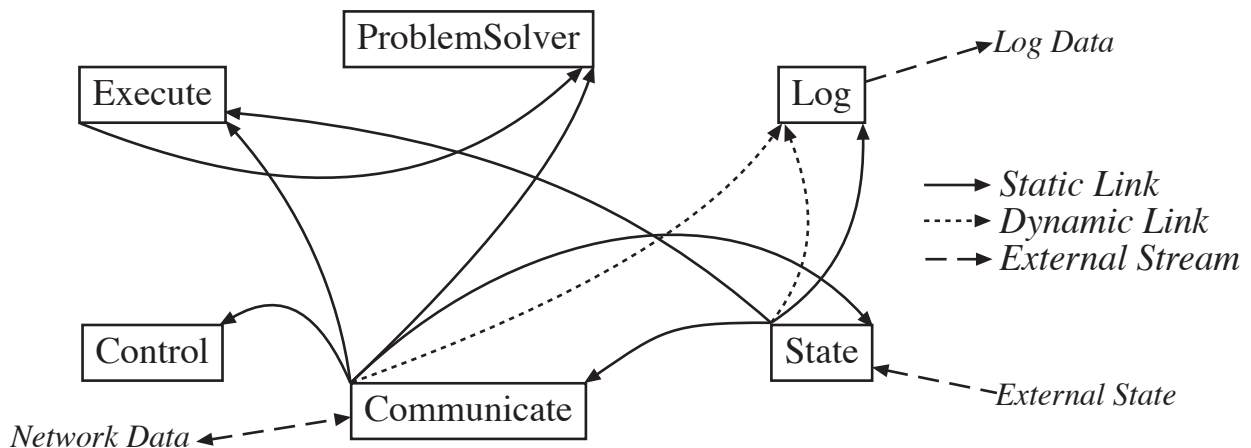 ProblemSolver
Log Data
Execute
Log
Static Link
Dynamic Link
External Stream
Control
State
Communicate
External State
Network Data